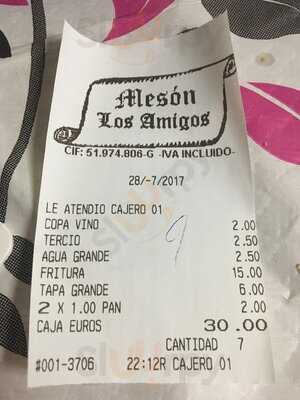 Mesón
Los Amigos
CIF: 51.974.806-G -IVA INCLUIDO-
28/-7/2017
LE ATENDIO CAJERO 01
COPA VINO 2.00
TERCIO 2.50
AGUA GRANDE 2.50
FRITURA 15.00
TAPA GRANDE 6.00
2 X 1.00 PAN 2.00
CAJA EUROS 30.00
CANTIDAD 7
#001-3706 22:12R CAJERO 01